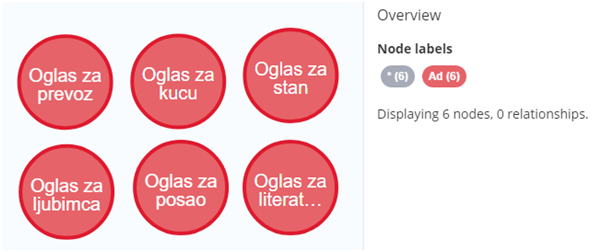 Oglas za
prevoz
Oglas za
kucu
Oglas za
stan
Oglas za
ljubimca
Oglas za
posao
Oglas za
literat...
Overview
Node labels
* (6)
Ad (6)
Displaying 6 nodes, 0 relationships.